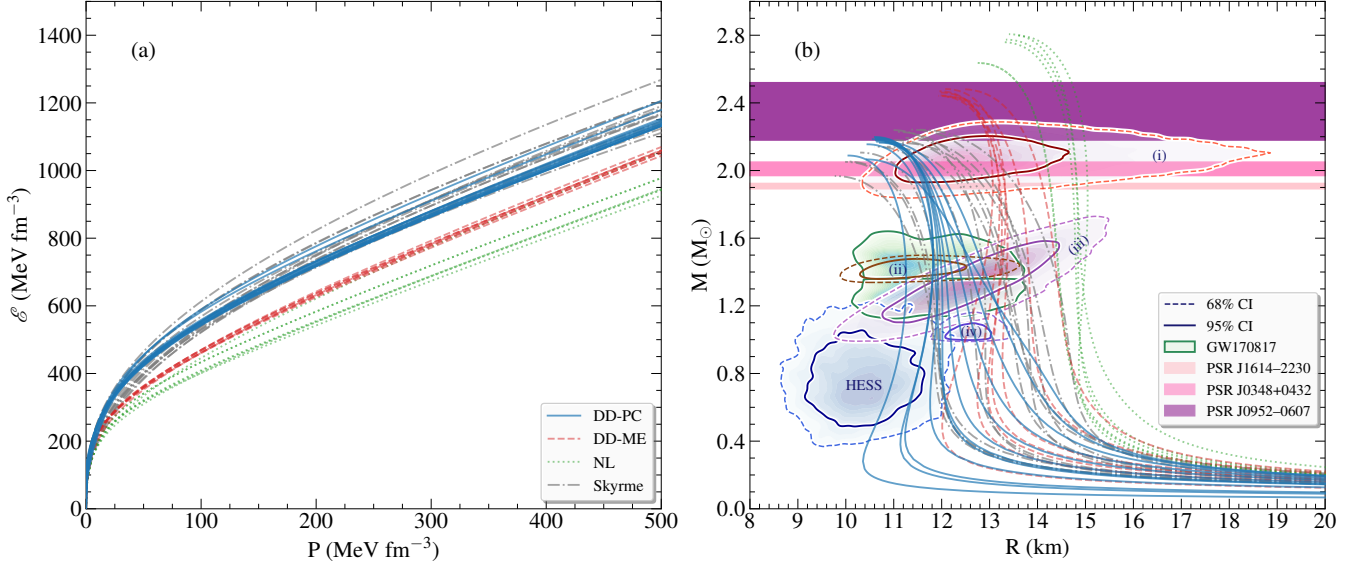 (a)
1400
1200
1000
800
600
400
200
0
ℰ (MeV fm⁻³)
0 100 200 300 400 500
P (MeV fm⁻³)
DD-PC
DD-ME
NL
Skyrme
(b)
2.8
2.4
2.0
1.6
1.2
0.8
0.4
0.0
M (M⊙)
8 9 10 11 12 13 14 15 16 17 18 19 20
R (km)
(i)
(ii)
(iii)
(iv)
HESS
68% CI
95% CI
GW170817
PSR J1614−2230
PSR J0348+0432
PSR J0952−0607